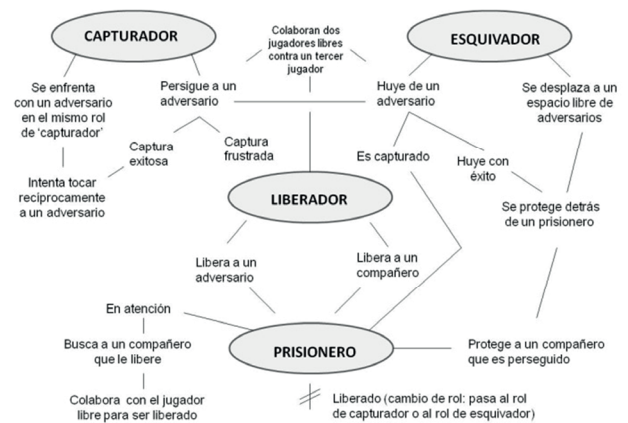 CAPTURADOR
Colaboran dos
jugadores libres
contra un tercer
jugador
ESQUIVADOR
Se enfrenta
con un adversario
en el mismo rol
de ‘capturador’
Persigue a un
adversario
Huye de un
adversario
Se desplaza a un
espacio libre de
adversarios
Captura
exitosa
Captura
frustrada
Es capturado
Huye con
éxito
Intenta tocar
reciprocamente
a un adversario
LIBERADOR
Se protege detrás
de un prisionero
Libera a un
adversario
Libera a un
compañero
En atención
Busca a un compañero
que le libere
PRISIONERO
Protege a un compañero
que es perseguido
Colabora con el jugador
libre para ser liberado
Liberado (cambio de rol: pasa al rol
de capturador o al rol de esquivador)